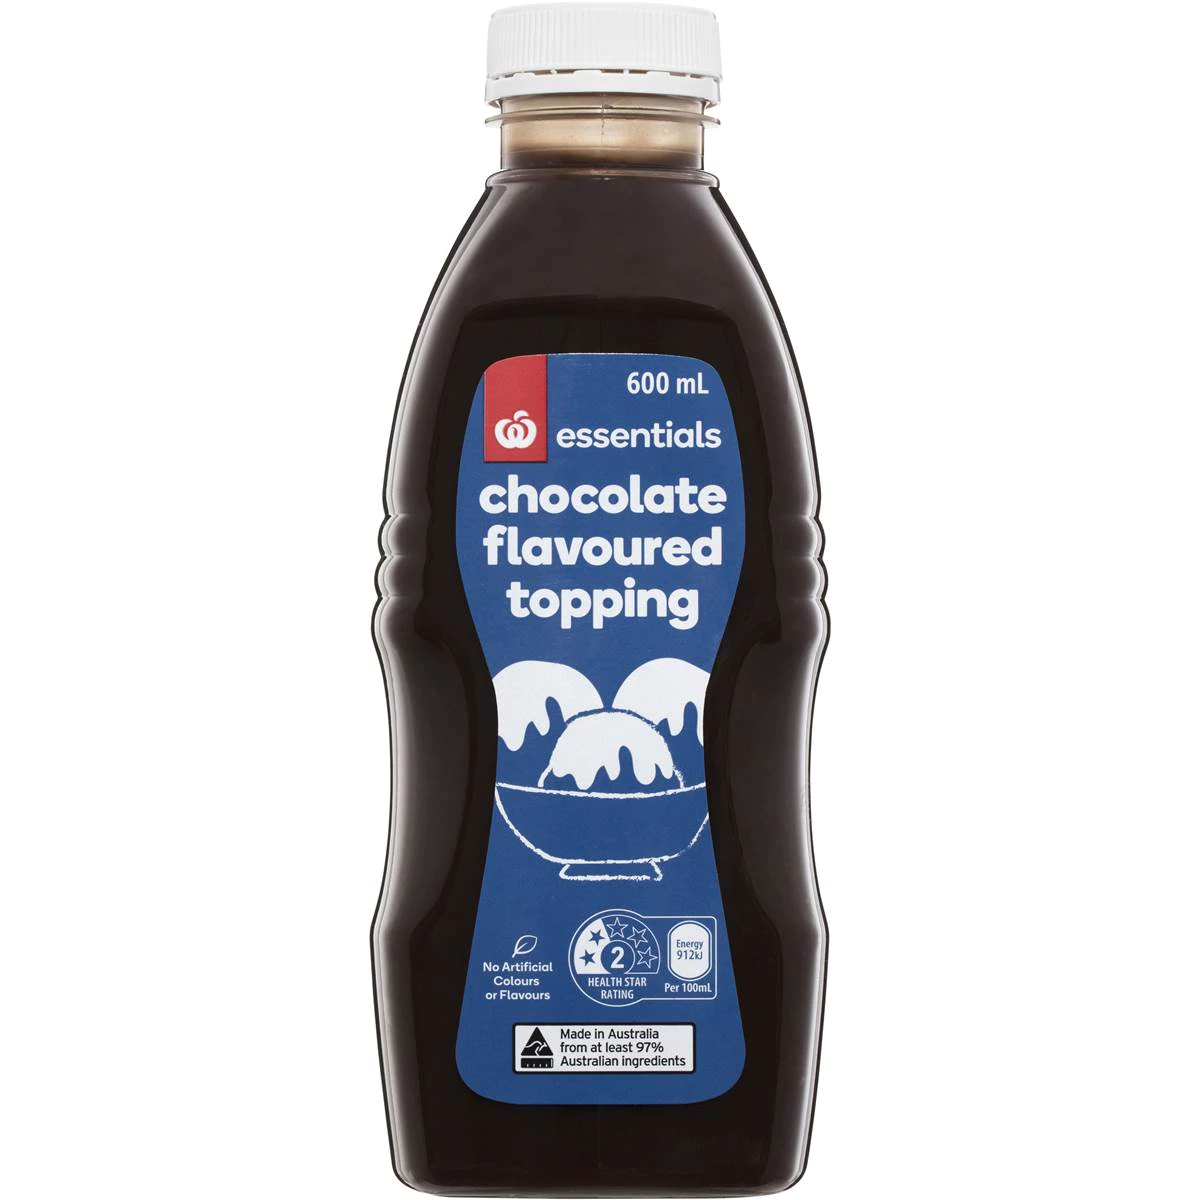 600 mL
essentials
chocolate
flavoured
topping
No Artificial
Colours
or Flavours
2
HEALTH STAR
RATING
Energy
912kJ
Per 100mL
Made in Australia
from at least 97%
Australian ingredients